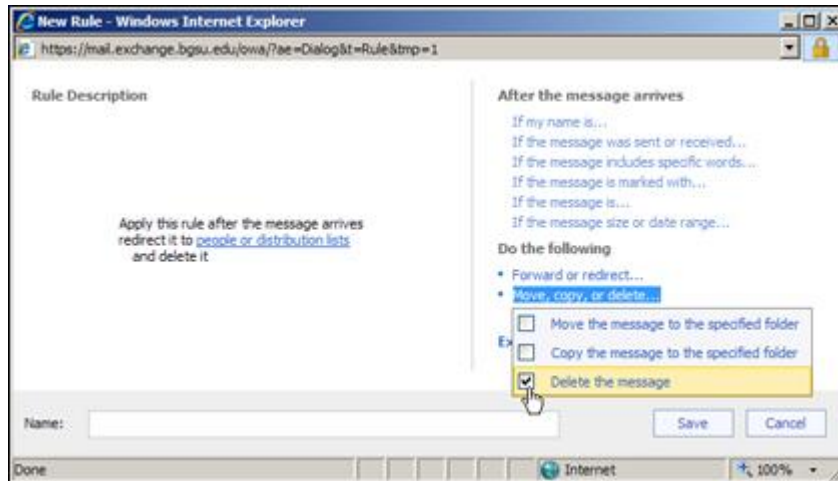 New Rule - Windows Internet Explorer
https://mail.exchange.bgsu.edu/owa/?ae=Dialog&t=Rule&tmp=1
Rule Description
Apply this rule after the message arrives
redirect it to people or distribution lists
and delete it
After the message arrives
If my name is...
If the message was sent or received...
If the message includes specific words...
If the message is marked with...
If the message is...
If the message size or date range...
Do the following
Forward or redirect...
Move, copy, or delete...
Move the message to the specified folder
Ex
Copy the message to the specified folder
Delete the message
Name:
Save
Cancel
Done
Internet
100%